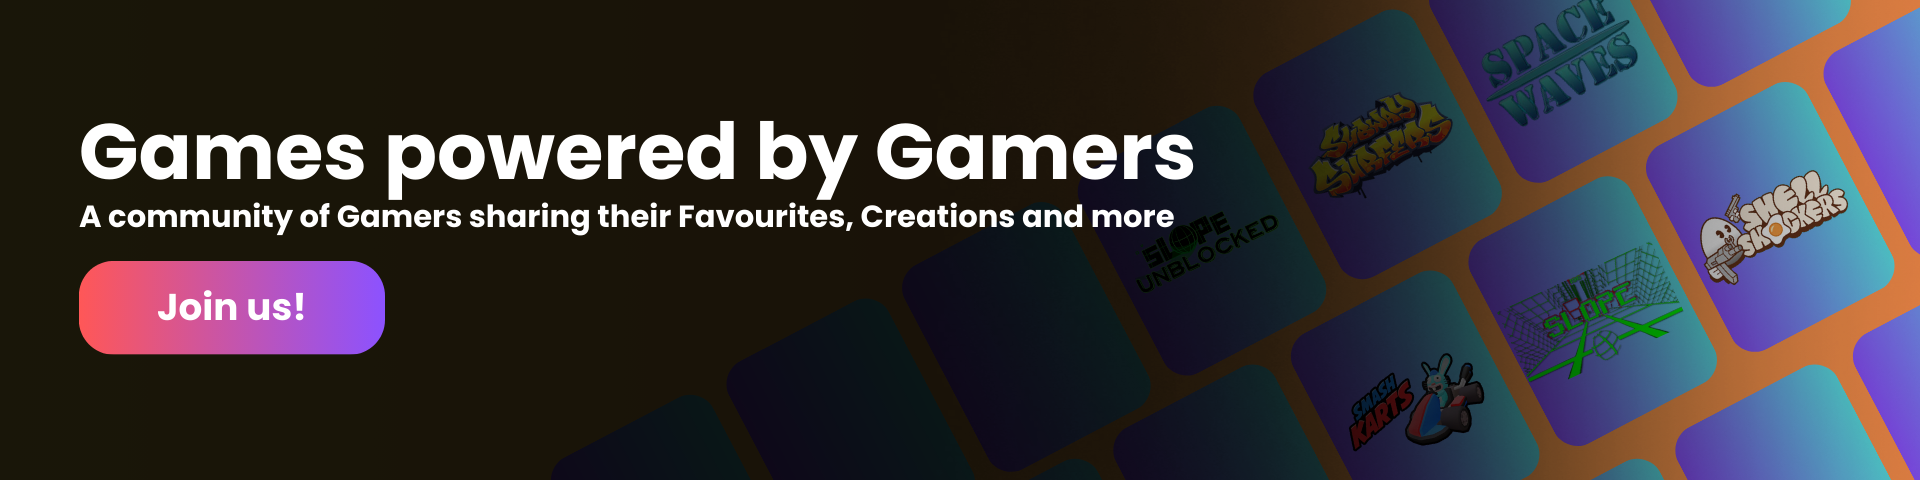 Games powered by Gamers
A community of Gamers sharing their Favourites, Creations and more
Join us!
SPACE
WAVES
SUBWAY
SURFERS
SLOPE
UNBLOCKED
SHELL
SHOCKERS
SLOPE
SMASH
KARTS